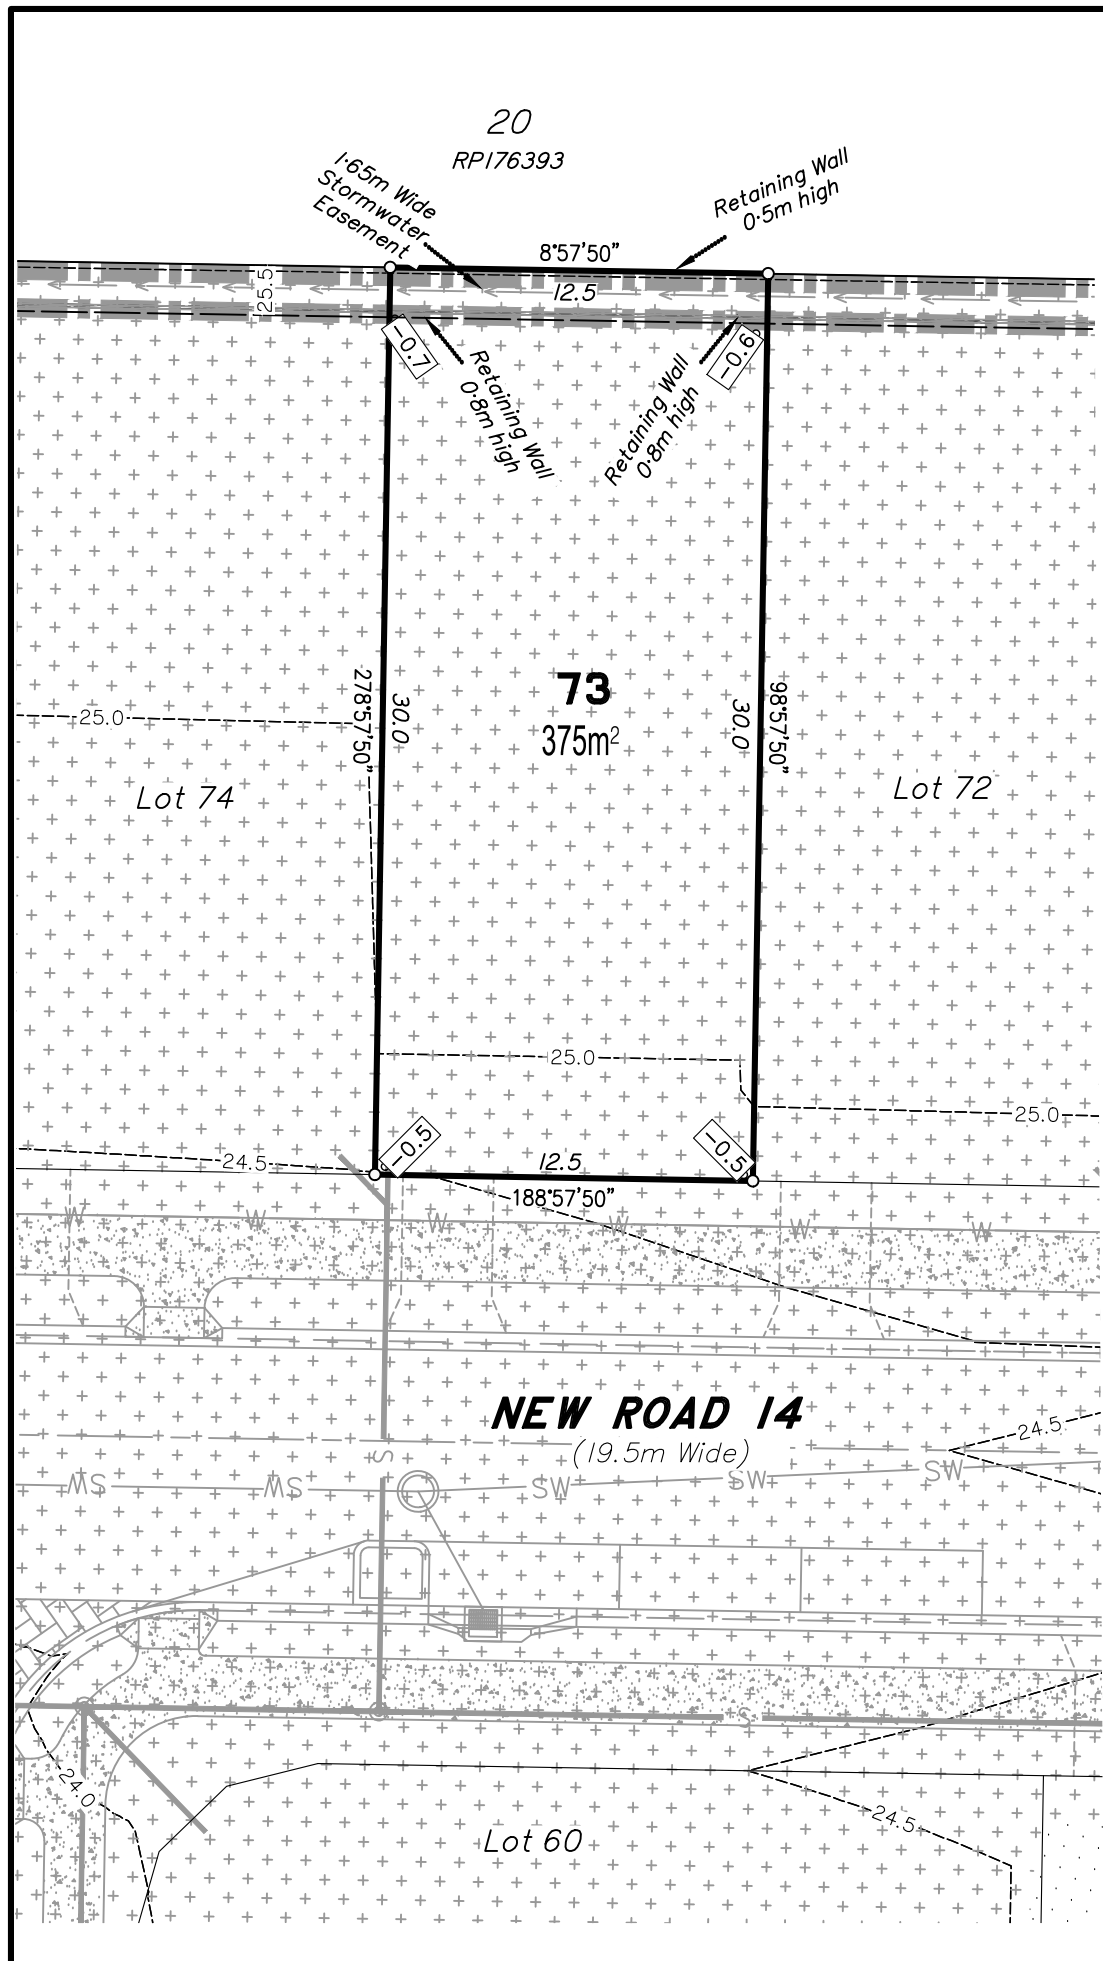 20
RP176393
1·65m Wide
Stormwater
Easement
Retaining Wall
0·5m high
8°57'50"
25.5
12.5
-0.7
-0.6
Retaining Wall
0·8m high
Retaining Wall
0·8m high
278°57'50"
30.0
73
375m²
30.0
98°57'50"
25.0
Lot 74
Lot 72
25.0
25.0
24.5
-0.5
-0.5
12.5
188°57'50"
W
W
W
W
W
W
NEW ROAD 14
(19.5m Wide)
24.5
S
SW
SW
SW
SW
SW
S
24.0
24.5
Lot 60